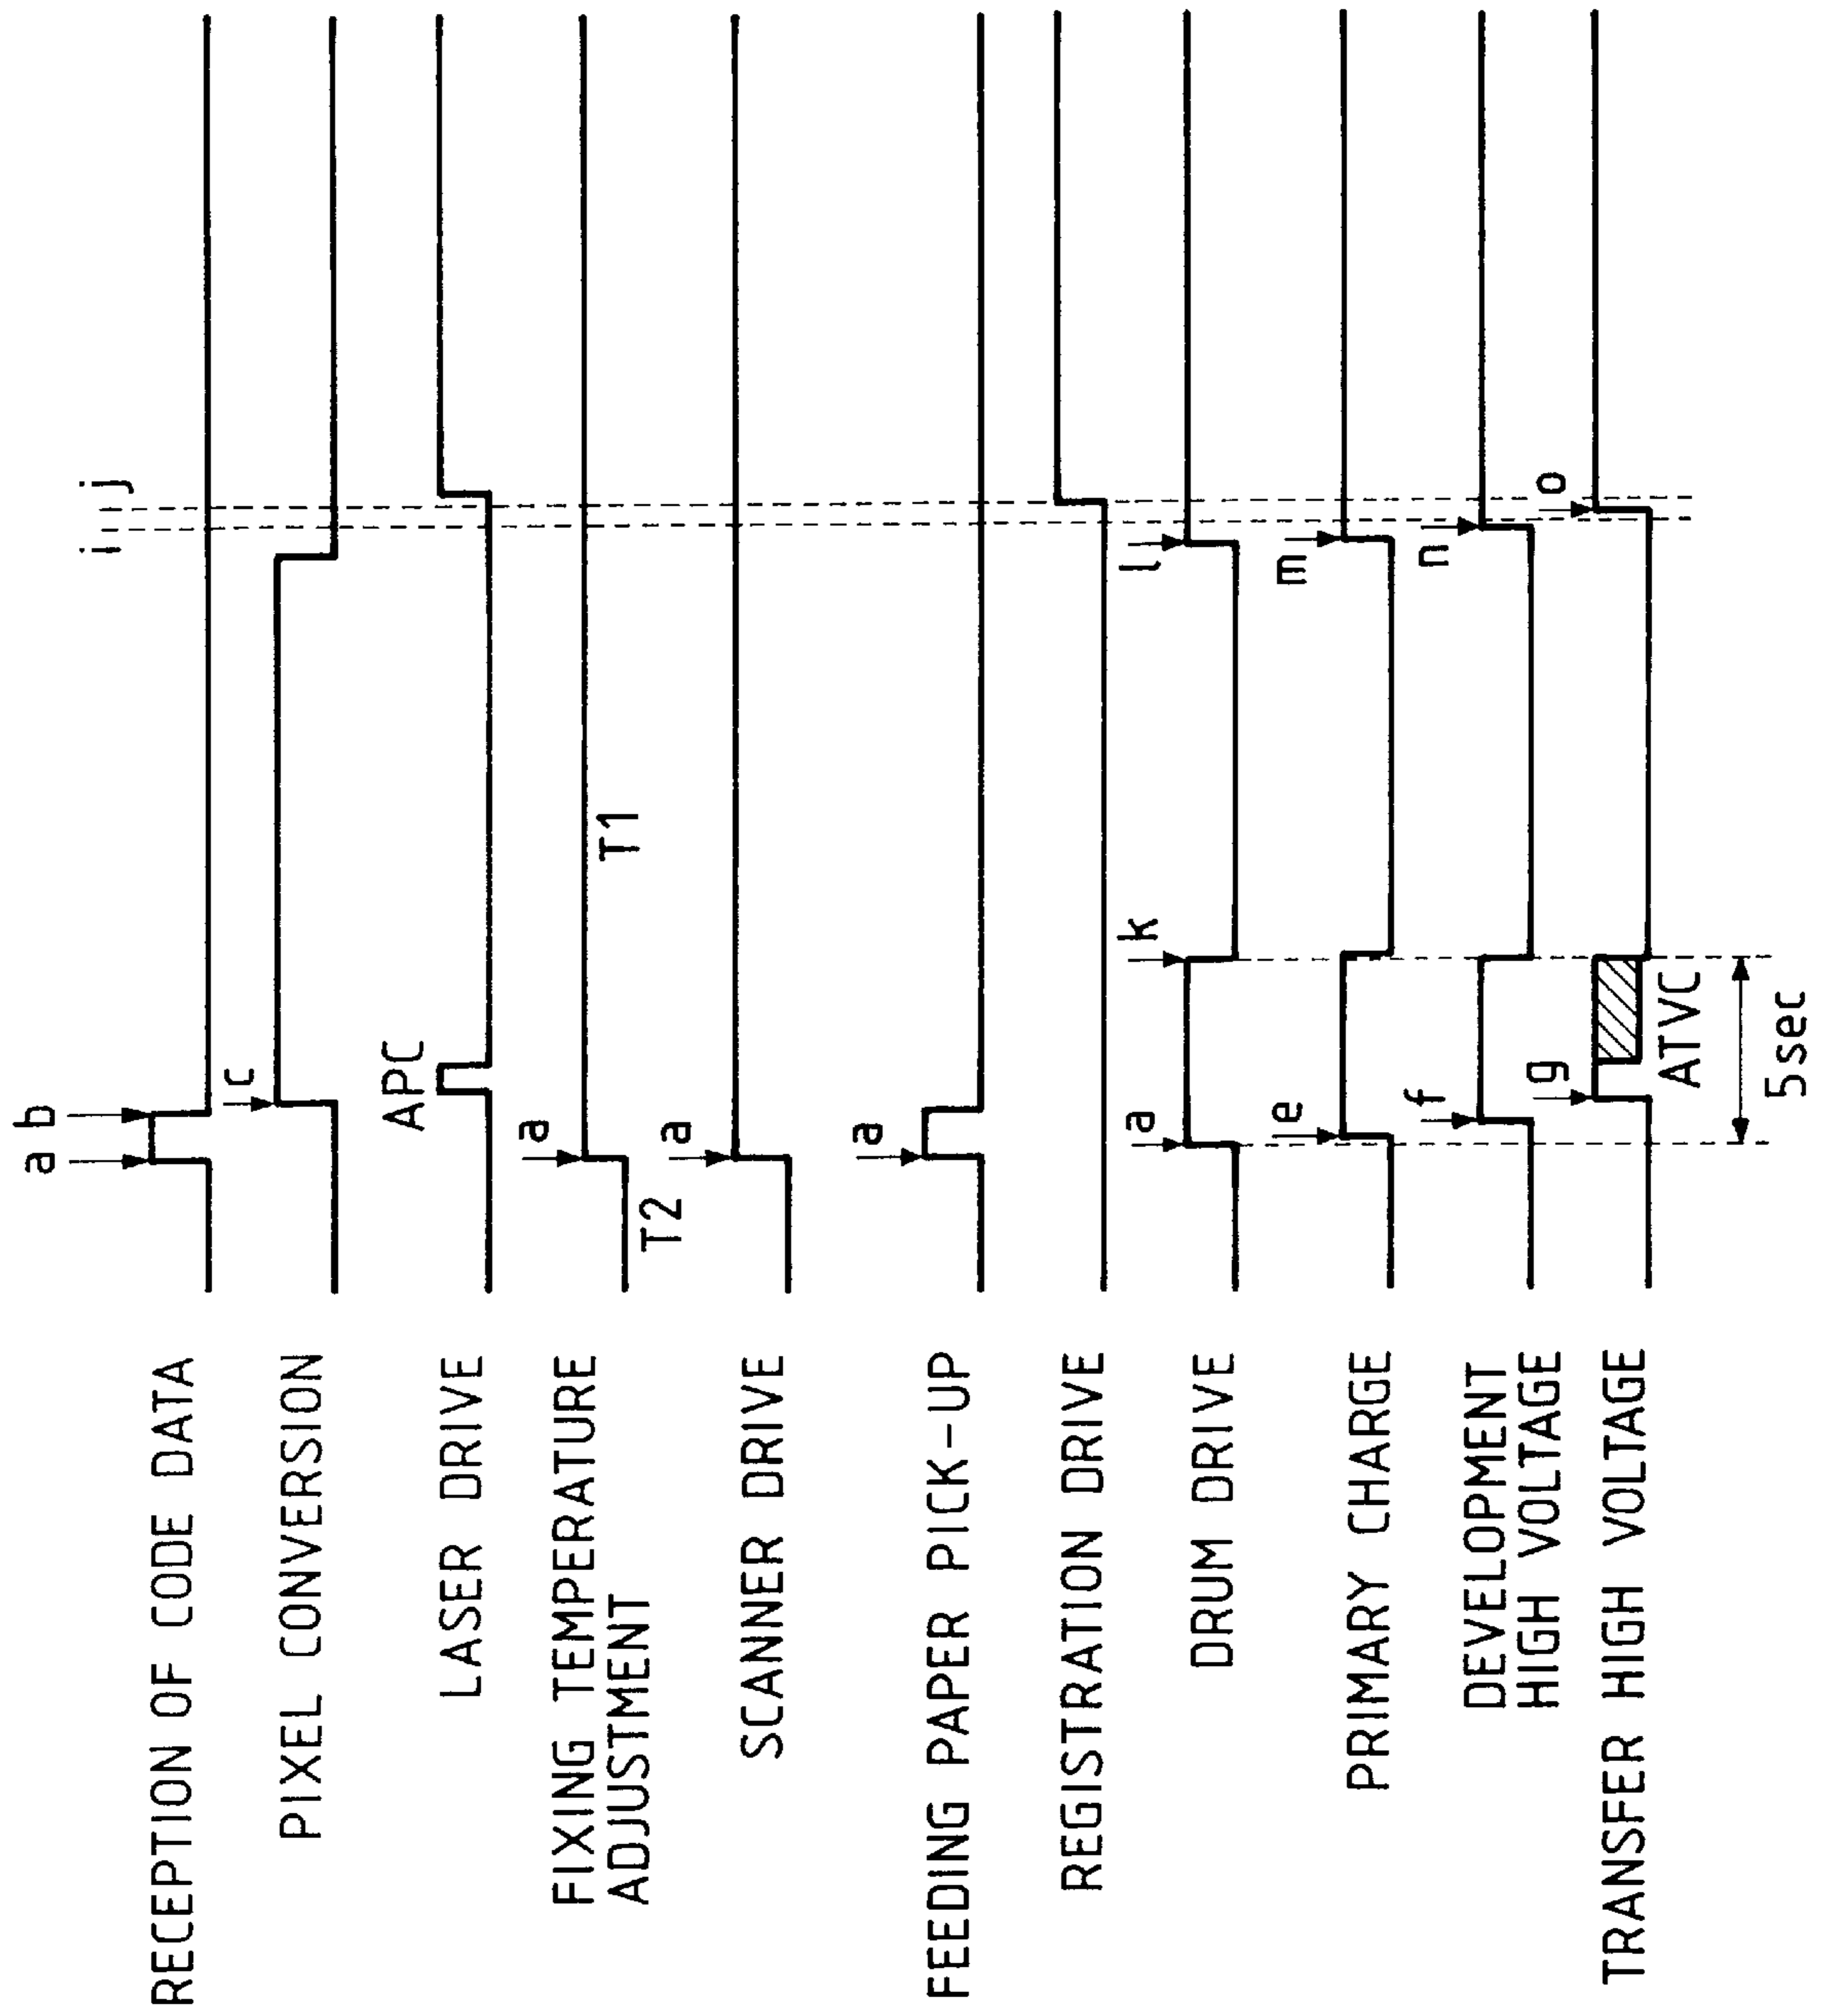 a b
RECEPTION OF CODE DATA
c
PIXEL CONVERSION
i j
APC
LASER DRIVE
a
FIXING TEMPERATURE
ADJUSTMENT
T2
T1
a
SCANNER DRIVE
a
FEEDING PAPER PICK-UP
REGISTRATION DRIVE
a k l
DRUM DRIVE
e m
PRIMARY CHARGE
f n
DEVELOPMENT
HIGH VOLTAGE
g o
TRANSFER HIGH VOLTAGE
ATVC
5sec